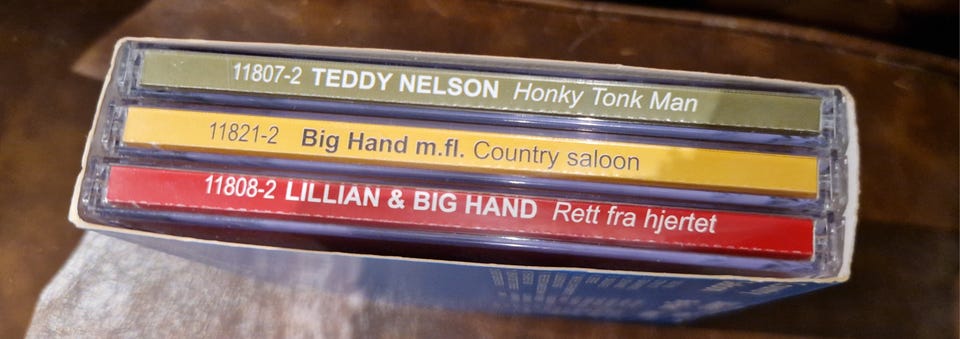 11807-2 TEDDY NELSON Honky Tonk Man
11821-2 Big Hand m.fl. Country saloon
11808-2 LILLIAN & BIG HAND Rett fra hjertet